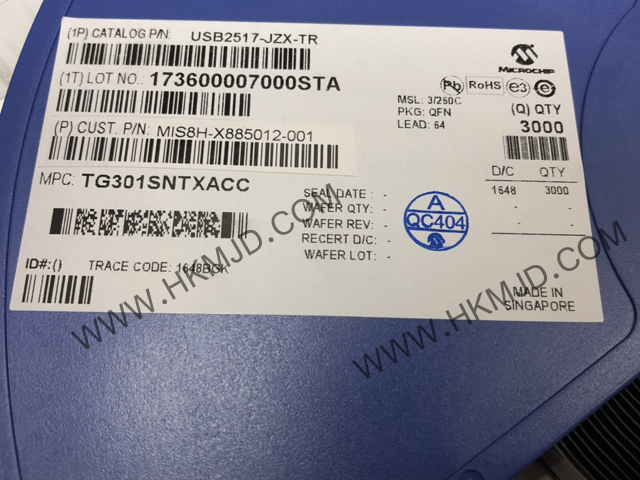 (1P) CATALOG P/N: USB2517-JZX-TR
(1T) LOT NO.: 173600007000STA
(P) CUST. P/N: MIS8H-X885012-001
MPC: TG301SNTXACC
ID#:()
TRACE CODE: 1648BGK
MICROCHIP
Pb
RoHS
e3
e
MSL: 3/260C
PKG: QFN
LEAD: 64
(Q) QTY
3000
D/C QTY
1648 3000
- -
- -
SEAL DATE : -
WAFER QTY: -
WAFER REV: -
RECERT D/C: -
WAFER LOT: -
A
QC404
MADE IN
SINGAPORE
WWW.HKMJD.COM
WWW.HKMJD.COM